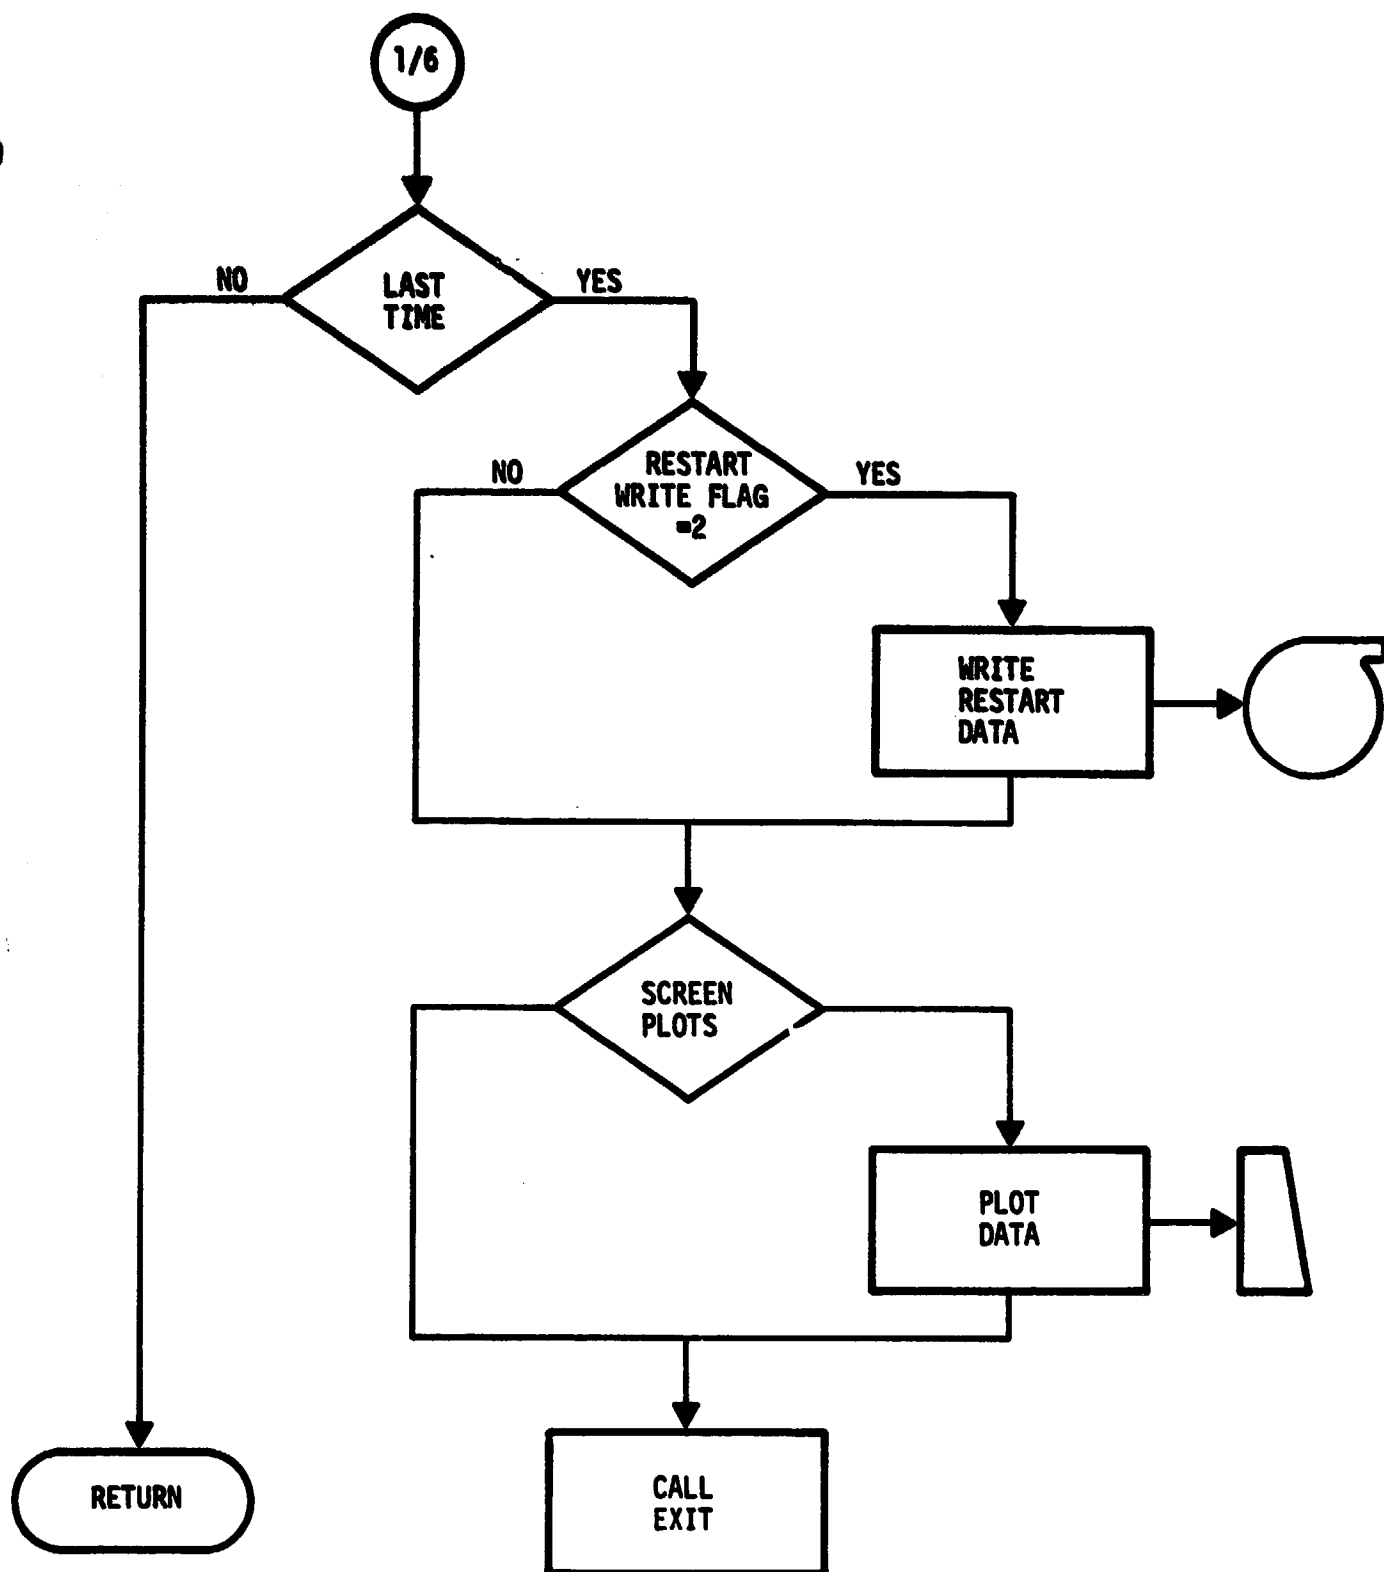 1/6
NO
YES
LAST
TIME
NO
YES
RESTART
WRITE FLAG
=2
WRITE
RESTART
DATA
SCREEN
PLOTS
PLOT
DATA
RETURN
CALL
EXIT